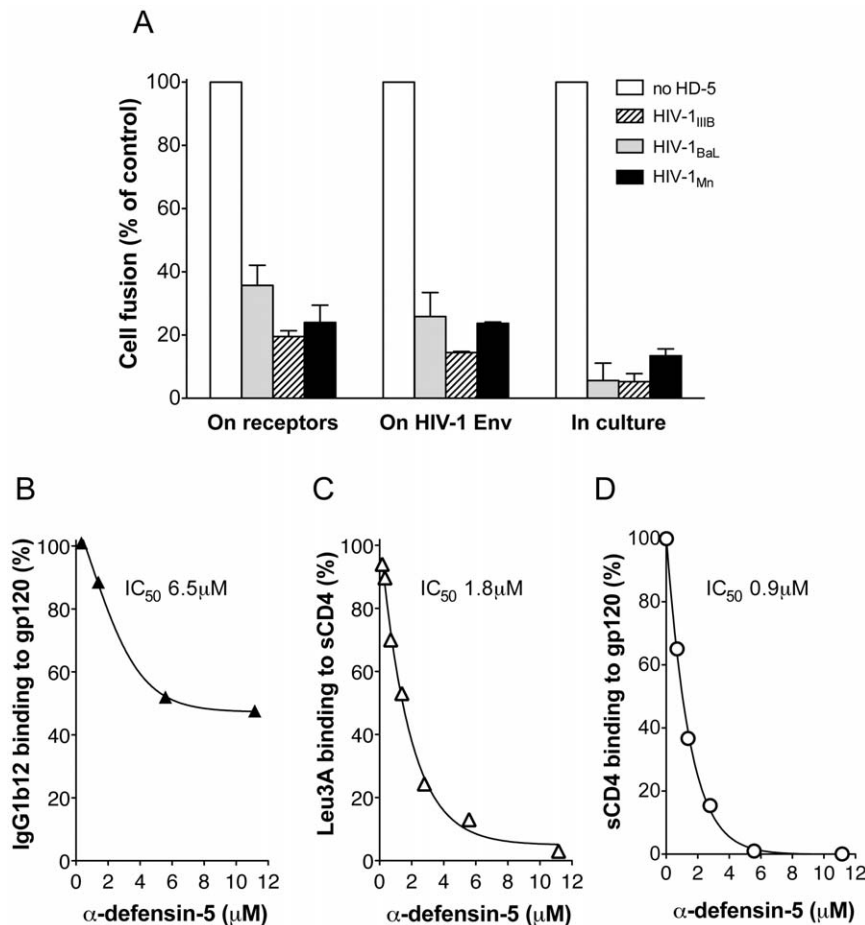 A
Cell fusion (% of control)
100
80
60
40
20
0
no HD-5
HIV-1IIIB
HIV-1BaL
HIV-1Mn
On receptors
On HIV-1 Env
In culture
B
IgG1b12 binding to gp120 (%)
100
80
60
40
20
0
IC50 6.5μM
0 2 4 6 8 10 12
α-defensin-5 (μM)
C
Leu3A binding to sCD4 (%)
100
80
60
40
20
0
IC50 1.8μM
0 2 4 6 8 10 12
α-defensin-5 (μM)
D
sCD4 binding to gp120 (%)
100
80
60
40
20
0
IC50 0.9μM
0 2 4 6 8 10 12
α-defensin-5 (μM)